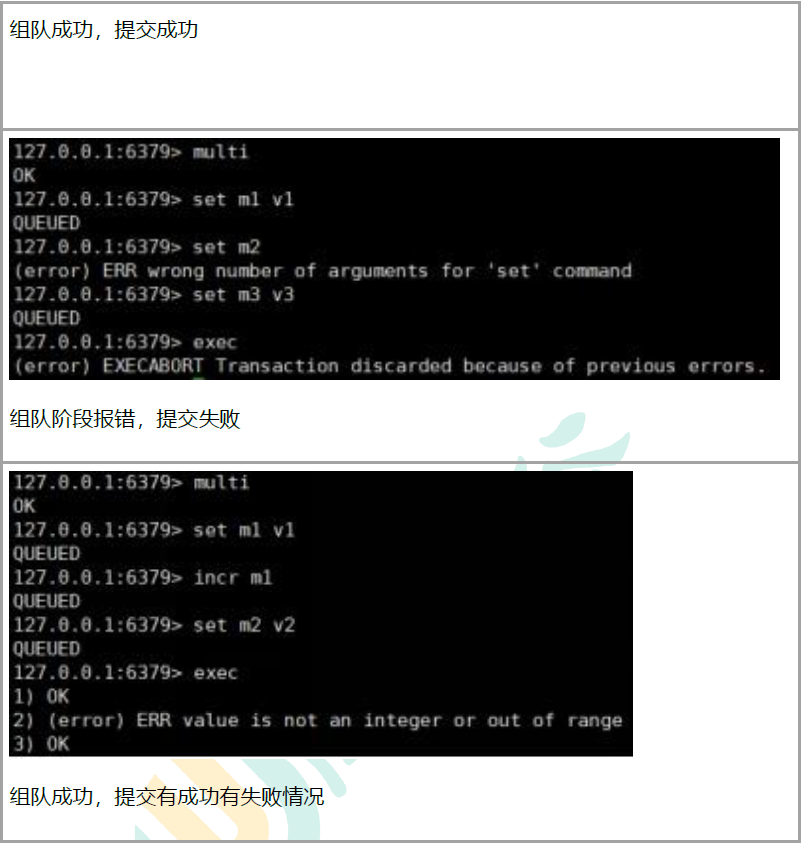 组队成功，提交成功
127.0.0.1:6379> multi
OK
127.0.0.1:6379> set m1 v1
QUEUED
127.0.0.1:6379> set m2
(error) ERR wrong number of arguments for 'set' command
127.0.0.1:6379> set m3 v3
QUEUED
127.0.0.1:6379> exec
(error) EXECABORT Transaction discarded because of previous errors.
组队阶段报错，提交失败
127.0.0.1:6379> multi
OK
127.0.0.1:6379> set m1 v1
QUEUED
127.0.0.1:6379> incr m1
QUEUED
127.0.0.1:6379> set m2 v2
QUEUED
127.0.0.1:6379> exec
1) OK
2) (error) ERR value is not an integer or out of range
3) OK
组队成功，提交有成功有失败情况